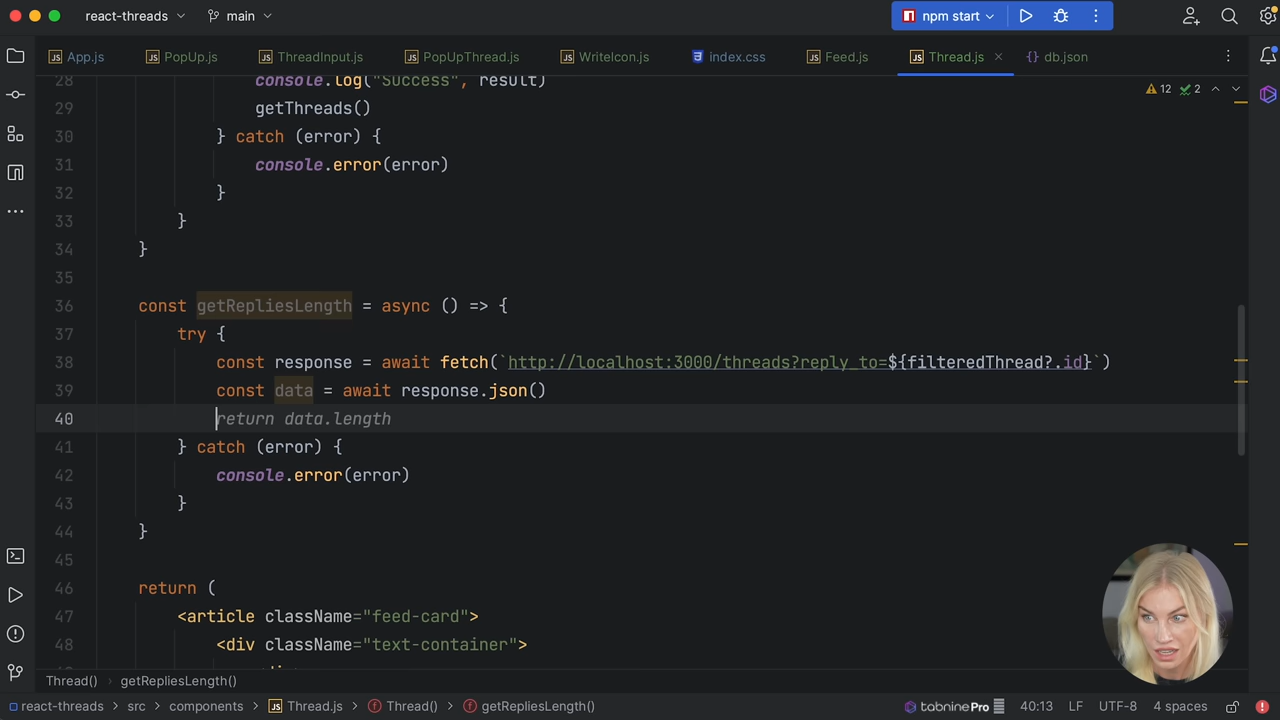 react-threads main npm start
App.js PopUp.js ThreadInput.js PopUpThread.js WriteIcon.js index.css Feed.js Thread.js {} db.json
28 console.log("Success", result)
12 2
29 getThreads()
30 } catch (error) {
31 console.error(error)
32 }
33 }
34 }
35
36 const getRepliesLength = async () => {
37 try {
38 const response = await fetch(`http://localhost:3000/threads?reply_to=${filteredThread?.id}`)
39 const data = await response.json()
40 return data.length
41 } catch (error) {
42 console.error(error)
43 }
44 }
45
46 return (
47 <article className="feed-card">
48 <div className="text-container">
Thread() › getRepliesLength()
react-threads › src › components › Thread.js › Thread() › getRepliesLength() tabnine Pro 40:13 LF UTF-8 4 spaces